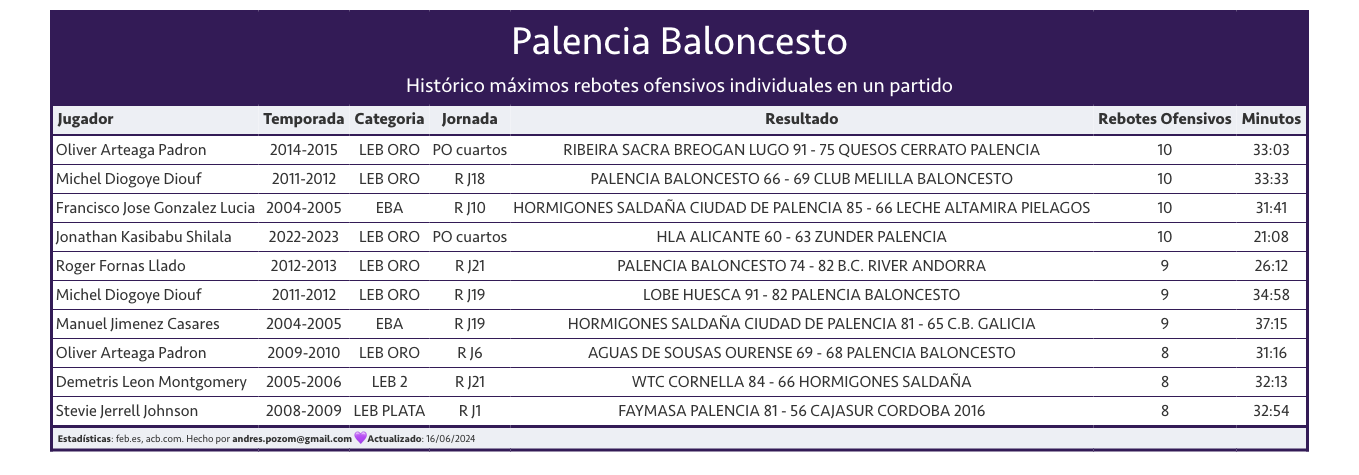 Palencia Baloncesto
Histórico máximos rebotes ofensivos individuales en un partido
Jugador Temporada Categoria Jornada Resultado Rebotes Ofensivos Minutos
Oliver Arteaga Padron 2014-2015 LEB ORO PO cuartos RIBEIRA SACRA BREOGAN LUGO 91 - 75 QUESOS CERRATO PALENCIA 10 33:03
Michel Diogoye Diouf 2011-2012 LEB ORO R J18 PALENCIA BALONCESTO 66 - 69 CLUB MELILLA BALONCESTO 10 33:33
Francisco Jose Gonzalez Lucia 2004-2005 EBA R J10 HORMIGONES SALDAÑA CIUDAD DE PALENCIA 85 - 66 LECHE ALTAMIRA PIELAGOS 10 31:41
Jonathan Kasibabu Shilala 2022-2023 LEB ORO PO cuartos HLA ALICANTE 60 - 63 ZUNDER PALENCIA 10 21:08
Roger Fornas Llado 2012-2013 LEB ORO R J21 PALENCIA BALONCESTO 74 - 82 B.C. RIVER ANDORRA 9 26:12
Michel Diogoye Diouf 2011-2012 LEB ORO R J19 LOBE HUESCA 91 - 82 PALENCIA BALONCESTO 9 34:58
Manuel Jimenez Casares 2004-2005 EBA R J19 HORMIGONES SALDAÑA CIUDAD DE PALENCIA 81 - 65 C.B. GALICIA 9 37:15
Oliver Arteaga Padron 2009-2010 LEB ORO R J6 AGUAS DE SOUSAS OURENSE 69 - 68 PALENCIA BALONCESTO 8 31:16
Demetris Leon Montgomery 2005-2006 LEB 2 R J21 WTC CORNELLA 84 - 66 HORMIGONES SALDAÑA 8 32:13
Stevie Jerrell Johnson 2008-2009 LEB PLATA R J1 FAYMASA PALENCIA 81 - 56 CAJASUR CORDOBA 2016 8 32:54
Estadísticas: feb.es, acb.com. Hecho por andres.pozom@gmail.com 💜Actualizado: 16/06/2024